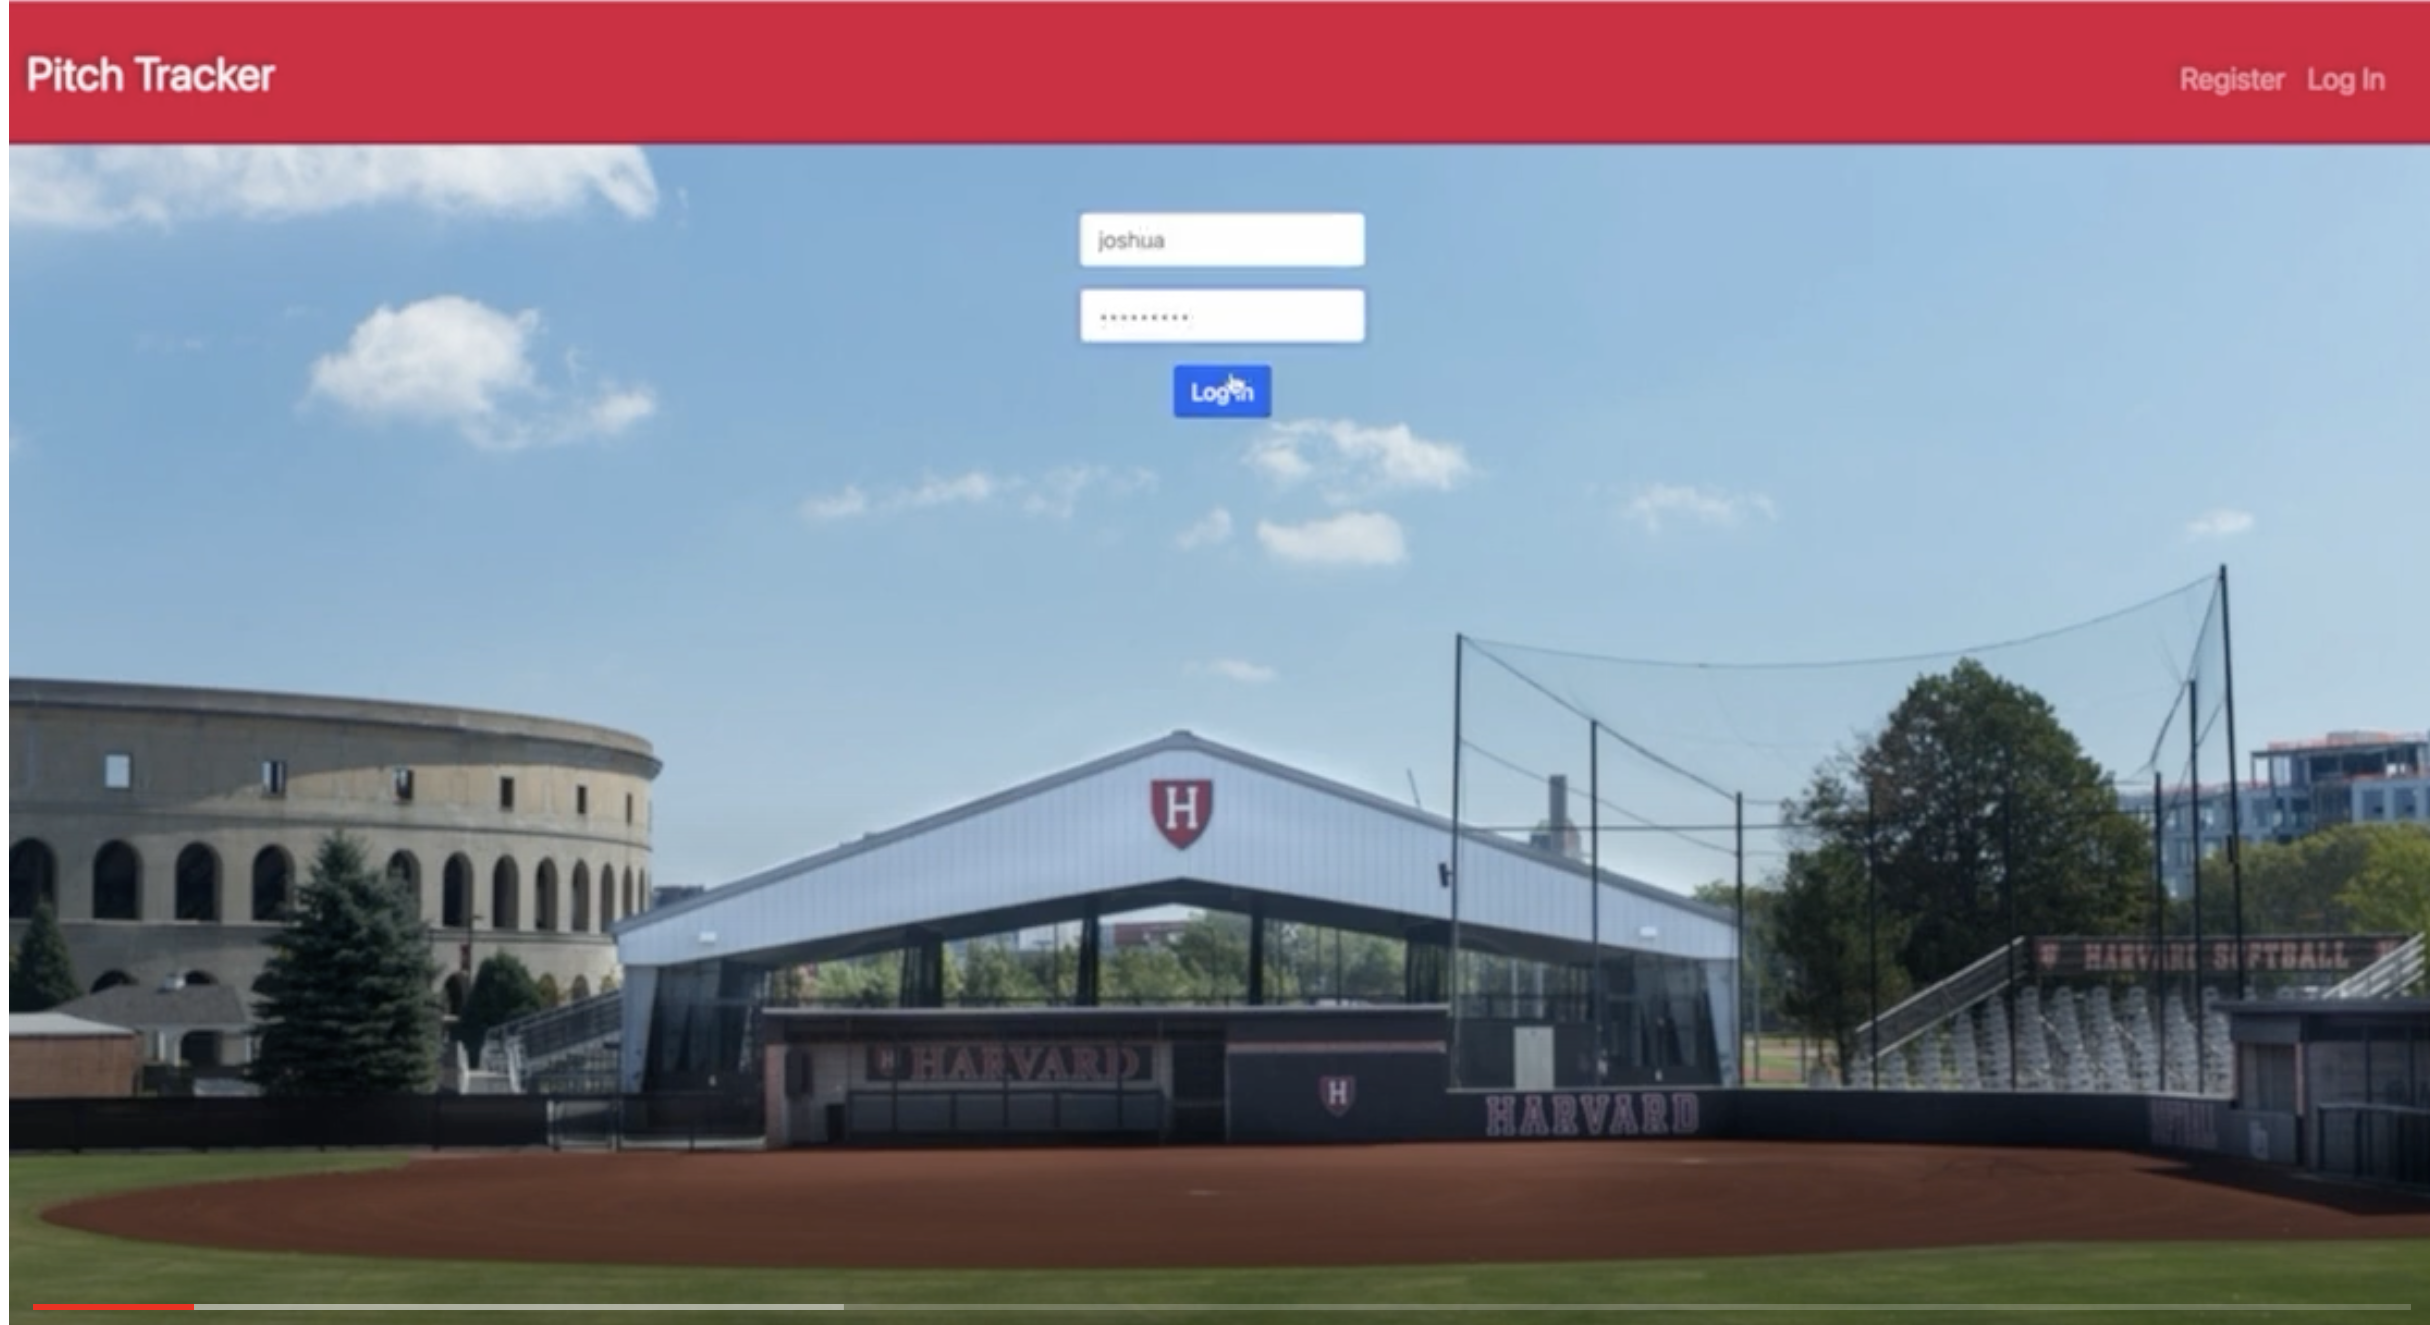 Pitch Tracker
Register Log In
joshua
Log In
H
HARVARD SOFTBALL
H HARVARD
H
HARVARD